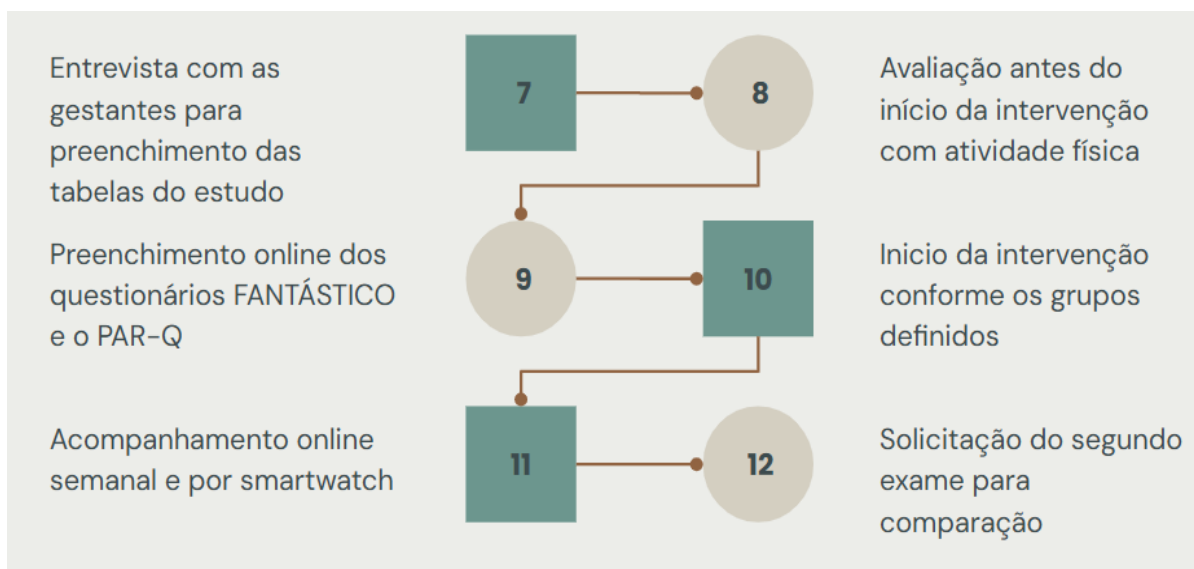 Entrevista com as
gestantes para
preenchimento das
tabelas do estudo
7
8
Avaliação antes do
início da intervenção
com atividade física
Preenchimento online dos
questionários FANTÁSTICO
e o PAR-Q
9
10
Inicio da intervenção
conforme os grupos
definidos
Acompanhamento online
semanal e por smartwatch
11
12
Solicitação do segundo
exame para
comparação